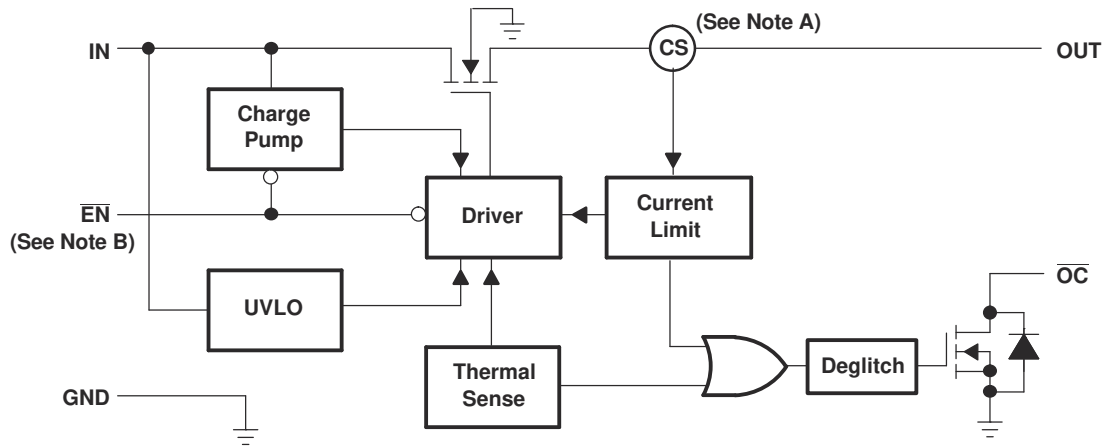 (See Note A)
IN
CS
OUT
Charge
Pump
EN
(See Note B)
Driver
Current
Limit
OC
UVLO
Thermal
Sense
Deglitch
GND